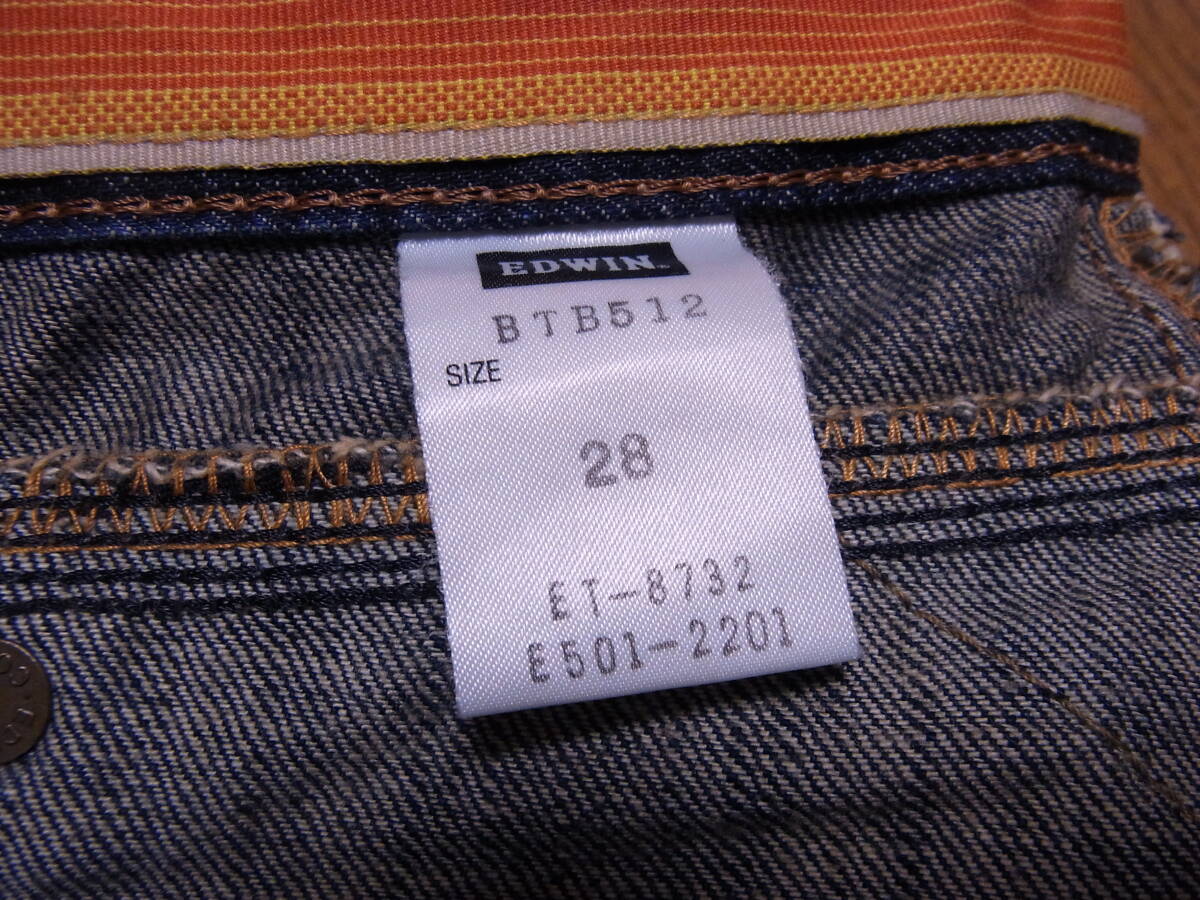 EDWIN
BTB512
SIZE
28
ET-8732
E501-2201